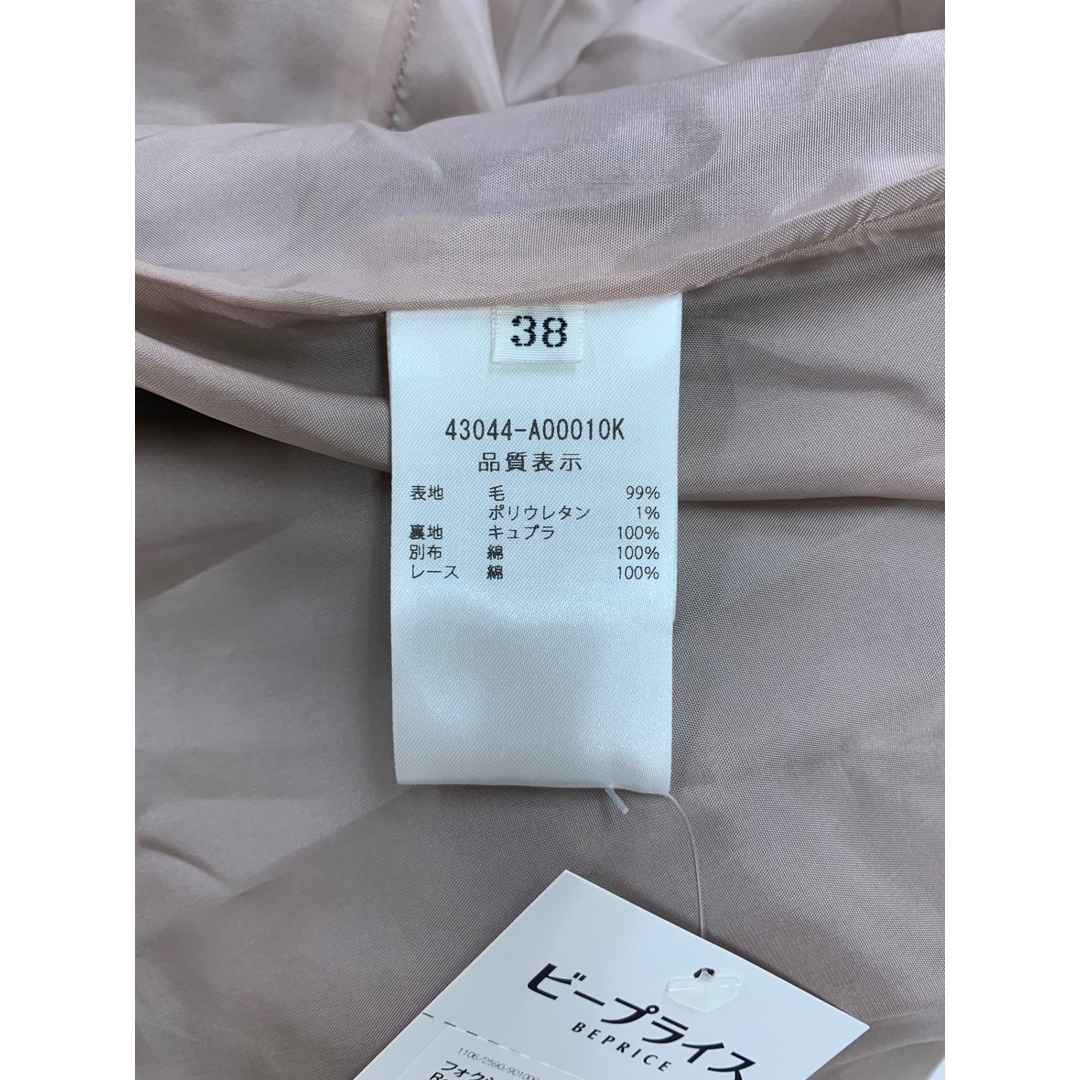 38
43044-A00010K
品質表示
表地 毛 99%
ポリウレタン 1%
裏地 キュプラ 100%
別布 綿 100%
レース 綿 100%
ビープライス
BEPRICE